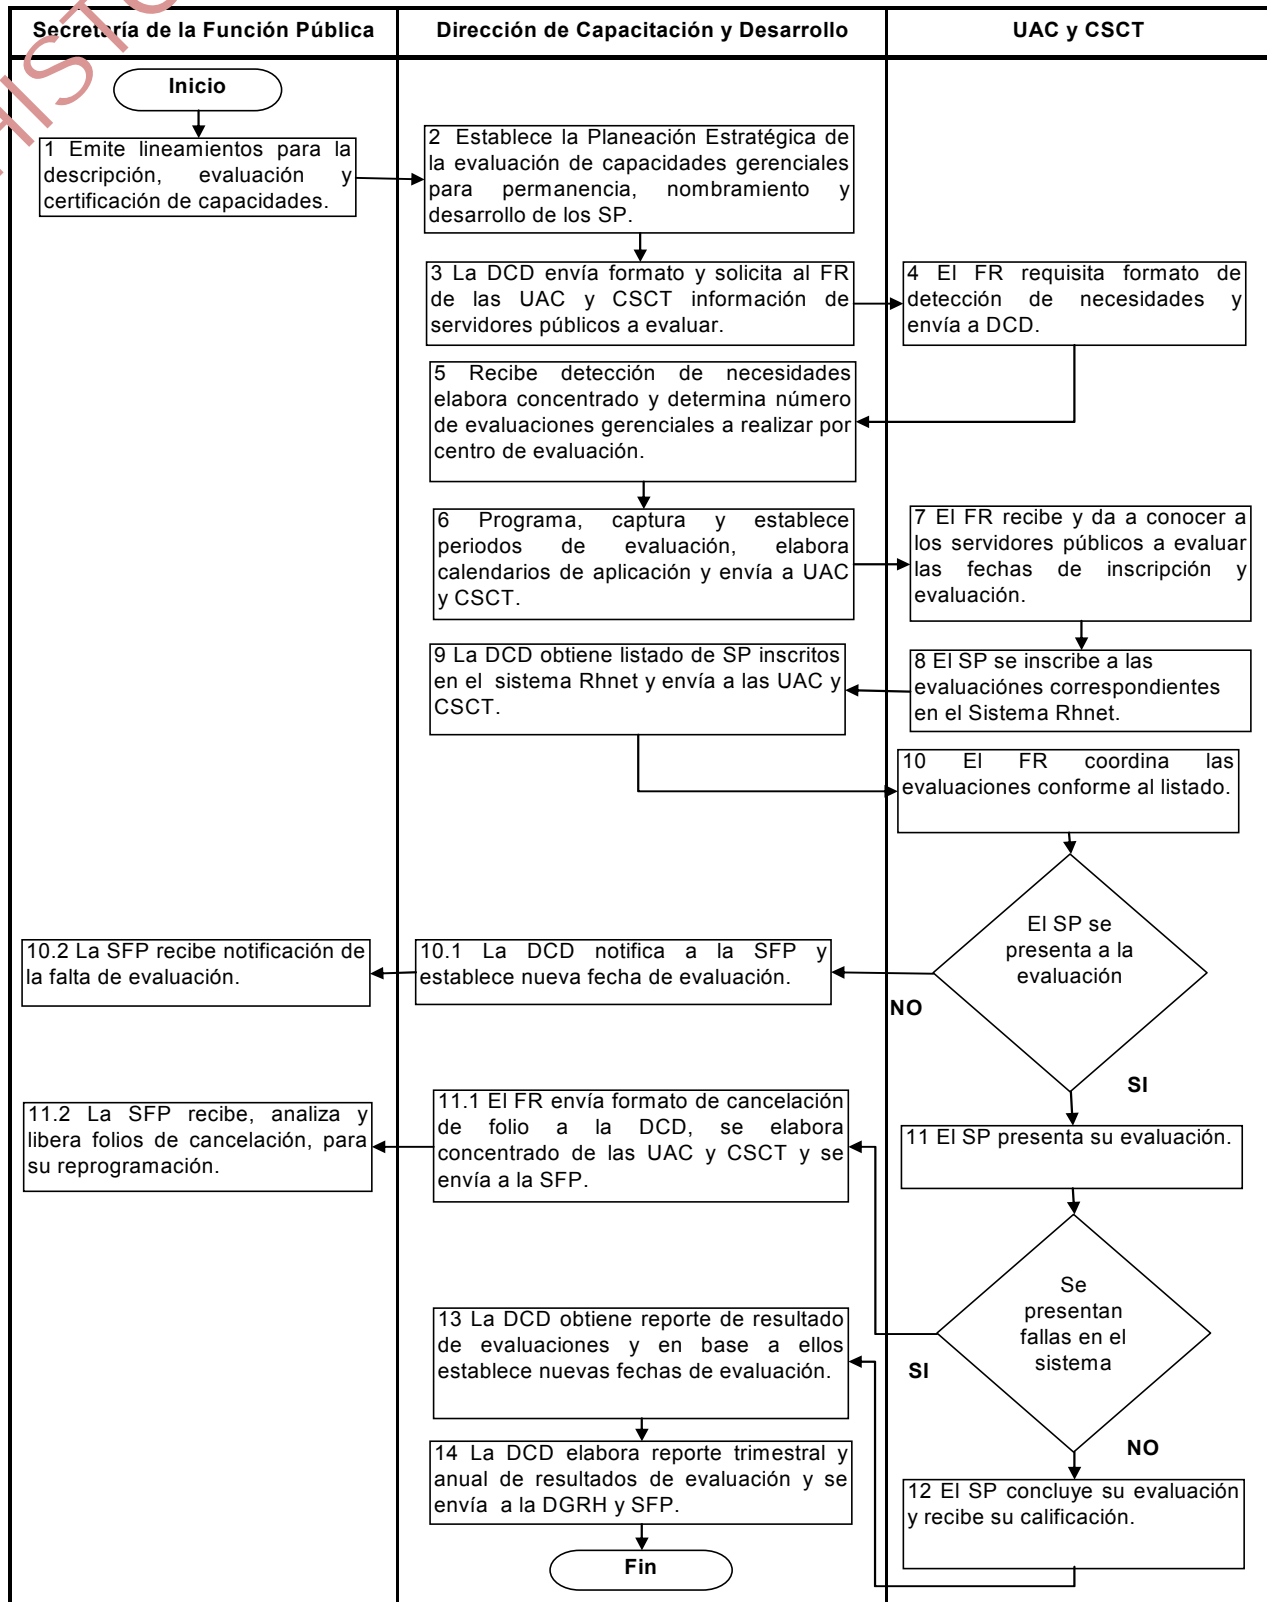 Secretaría de la Función Pública
Dirección de Capacitación y Desarrollo
UAC y CSCT
Inicio
1 Emite lineamientos para la
descripción, evaluación y
certificación de capacidades.
2 Establece la Planeación Estratégica de
la evaluación de capacidades gerenciales
para permanencia, nombramiento y
desarrollo de los SP.
3 La DCD envía formato y solicita al FR
de las UAC y CSCT información de
servidores públicos a evaluar.
4 El FR requisita formato de
detección de necesidades y
envía a DCD.
5 Recibe detección de necesidades
elabora concentrado y determina número
de evaluaciones gerenciales a realizar por
centro de evaluación.
6 Programa, captura y establece
periodos de evaluación, elabora
calendarios de aplicación y envía a UAC
y CSCT.
7 El FR recibe y da a conocer a
los servidores públicos a evaluar
las fechas de inscripción y
evaluación.
8 El SP se inscribe a las
evaluaciónes correspondientes
en el Sistema Rhnet.
9 La DCD obtiene listado de SP inscritos
en el sistema Rhnet y envía a las UAC y
CSCT.
10 El FR coordina las
evaluaciones conforme al listado.
El SP se
presenta a la
evaluación
NO
SI
10.1 La DCD notifica a la SFP y
establece nueva fecha de evaluación.
10.2 La SFP recibe notificación de
la falta de evaluación.
11 El SP presenta su evaluación.
Se
presentan
fallas en el
sistema
SI
NO
11.1 El FR envía formato de cancelación
de folio a la DCD, se elabora
concentrado de las UAC y CSCT y se
envía a la SFP.
11.2 La SFP recibe, analiza y
libera folios de cancelación, para
su reprogramación.
12 El SP concluye su evaluación
y recibe su calificación.
13 La DCD obtiene reporte de resultado
de evaluaciones y en base a ellos
establece nuevas fechas de evaluación.
14 La DCD elabora reporte trimestral y
anual de resultados de evaluación y se
envía a la DGRH y SFP.
Fin